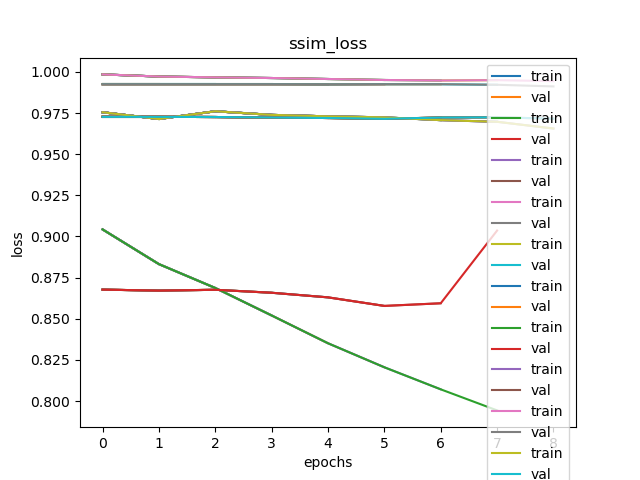 ssim_loss
1.000
0.975
0.950
0.925
0.900
0.875
0.850
0.825
0.800
loss
0 1 2 3 4 5 6 7 8
epochs
train
val
train
val
train
val
train
val
train
val
train
val
train
val
train
val
train
val
train
val